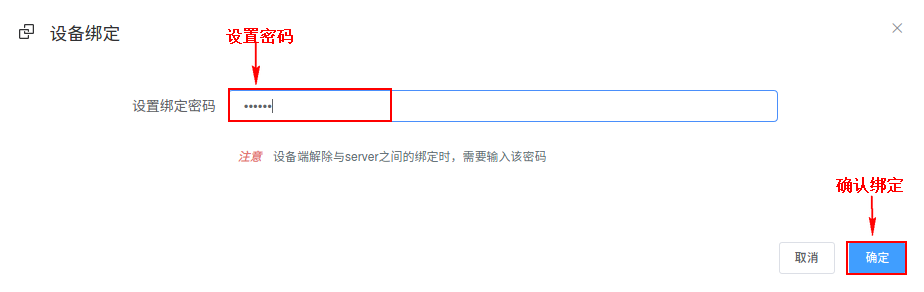 设备绑定
设置密码
设置绑定密码 ••••••
注意 设备端解除与server之间的绑定时，需要输入该密码
确认绑定
取消 确定